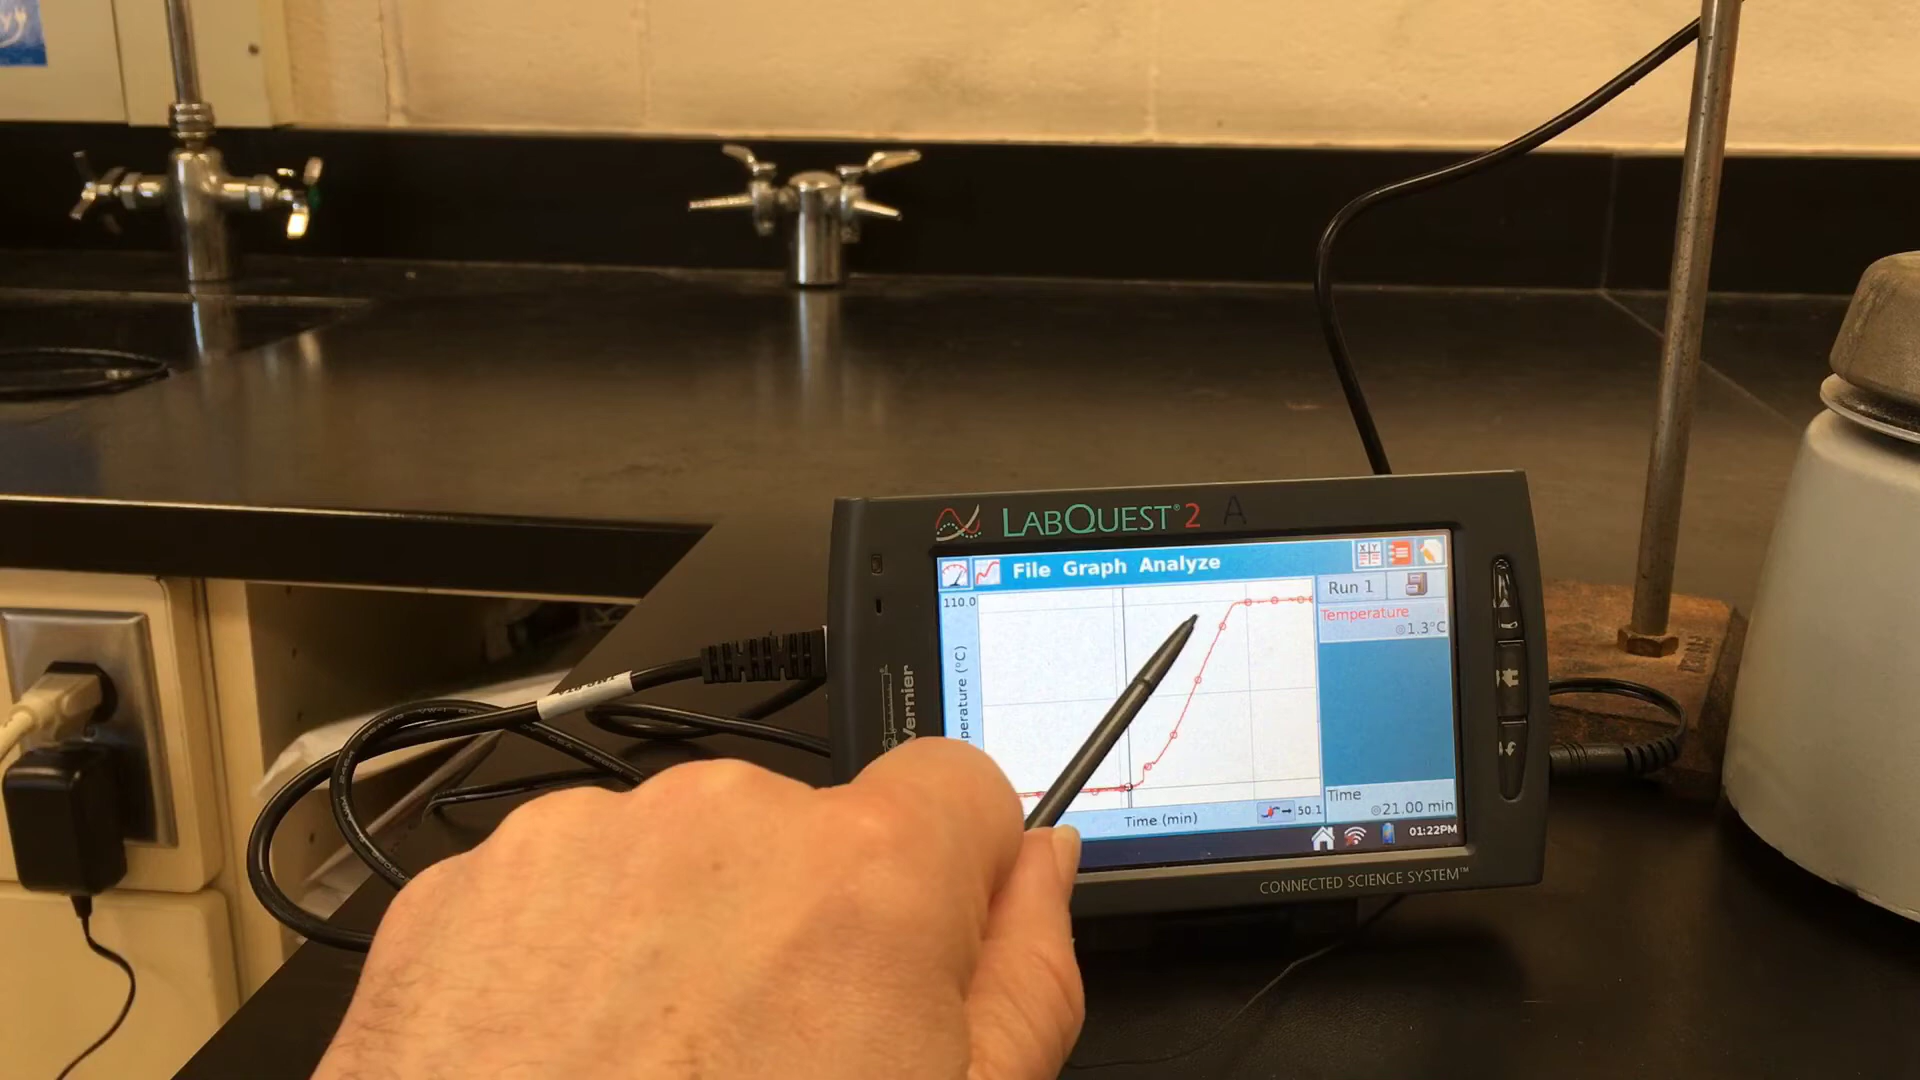 LABQUEST® 2 A
File Graph Analyze
110.0
Run 1
Temperature
@1.3°C
perature (°C)
Vernier
Time
@21.00 min
Time (min)
50.1
01:22PM
CONNECTED SCIENCE SYSTEM™